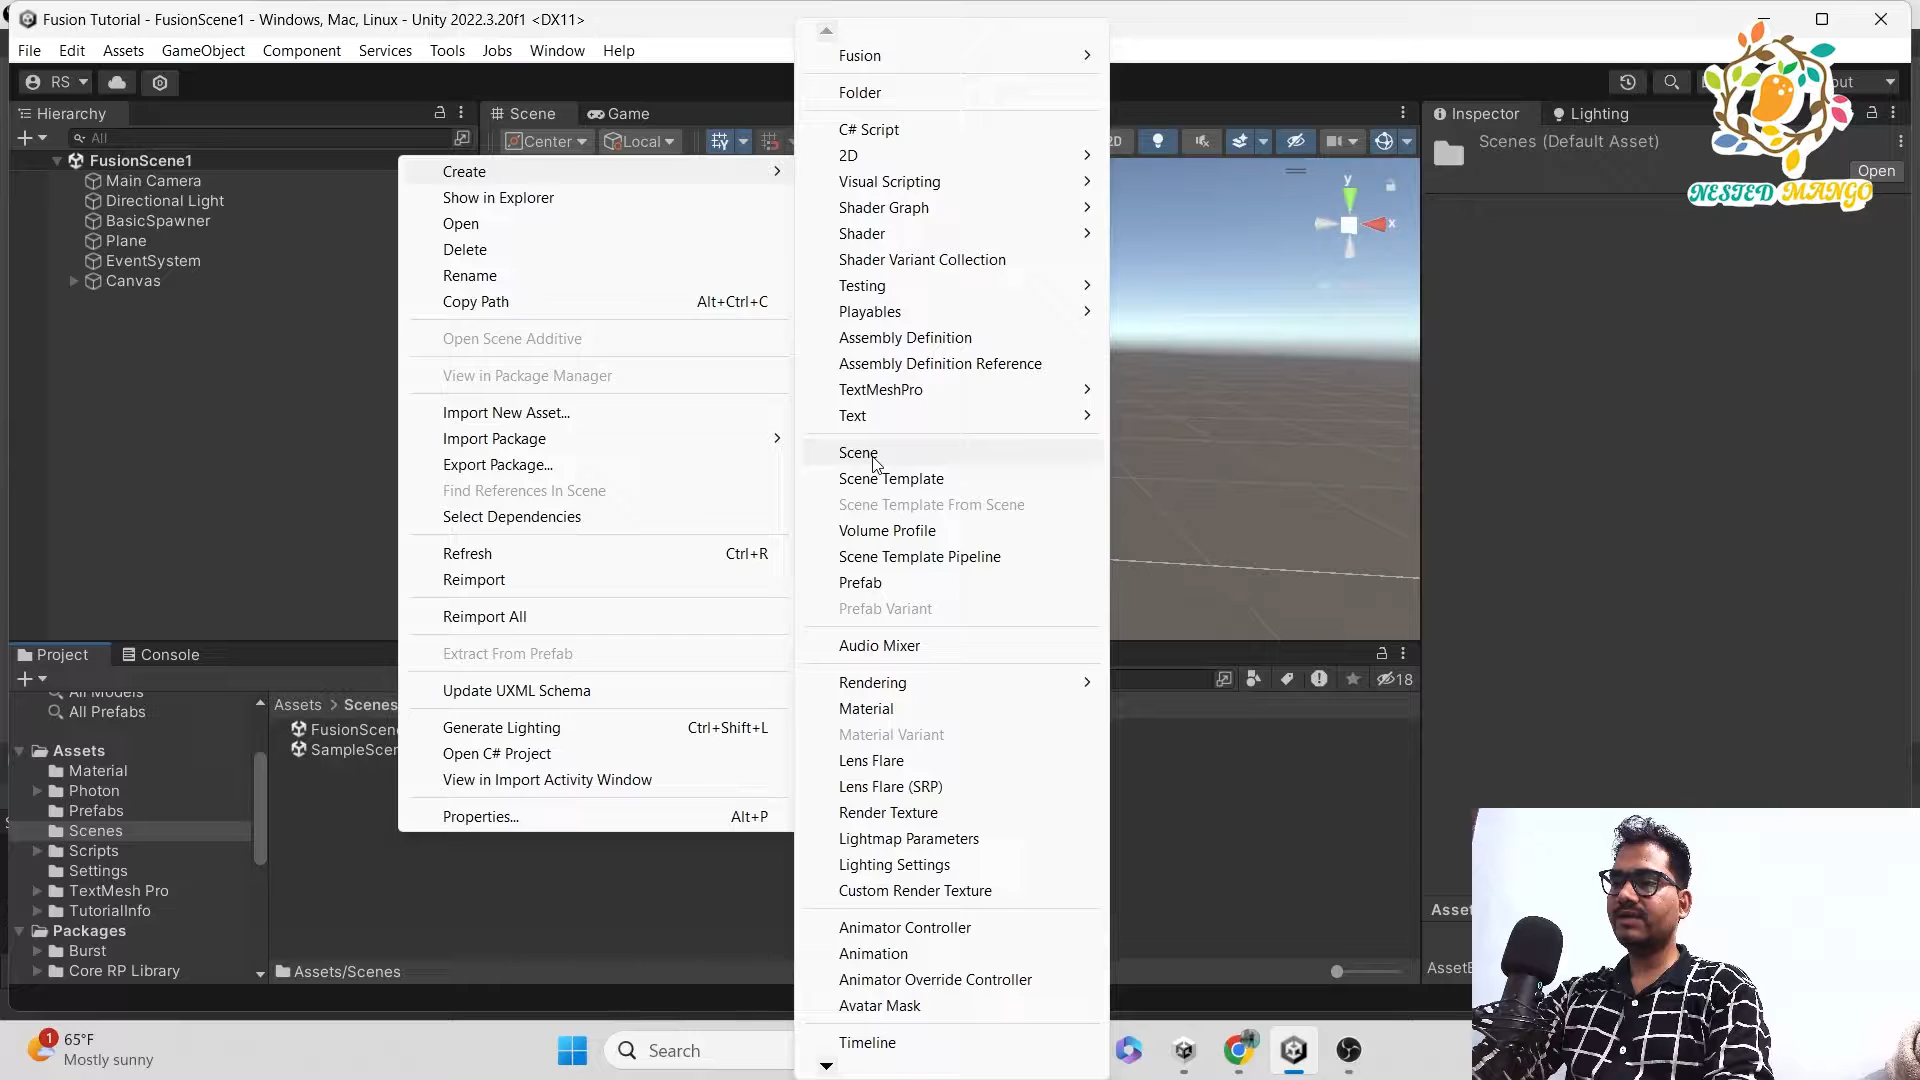 Fusion Tutorial - FusionScene1 - Windows, Mac, Linux - Unity 2022.3.20f1 <DX11>
File Edit Assets GameObject Component Services Tools Jobs Window Help
RS
out
Hierarchy
All
FusionScene1
Main Camera
Directional Light
BasicSpawner
Plane
EventSystem
Canvas
Scene Game
Center Local
2D
Create
Show in Explorer
Open
Delete
Rename
Copy Path Alt+Ctrl+C
Open Scene Additive
View in Package Manager
Import New Asset...
Import Package
Export Package...
Find References In Scene
Select Dependencies
Refresh Ctrl+R
Reimport
Reimport All
Extract From Prefab
Update UXML Schema
Generate Lighting Ctrl+Shift+L
Open C# Project
View in Import Activity Window
Properties... Alt+P
Fusion
Folder
C# Script
2D
Visual Scripting
Shader Graph
Shader
Shader Variant Collection
Testing
Playables
Assembly Definition
Assembly Definition Reference
TextMeshPro
Text
Scene
Scene Template
Scene Template From Scene
Volume Profile
Scene Template Pipeline
Prefab
Prefab Variant
Audio Mixer
Rendering
Material
Material Variant
Lens Flare
Lens Flare (SRP)
Render Texture
Lightmap Parameters
Lighting Settings
Custom Render Texture
Animator Controller
Animation
Animator Override Controller
Avatar Mask
Timeline
y
x
Inspector Lighting
Scenes (Default Asset)
Open
NESTED MANGO
Project Console
18
All Models
All Prefabs
Assets
Material
Photon
Prefabs
Scenes
Scripts
Settings
TextMesh Pro
TutorialInfo
Packages
Burst
Core RP Library
Assets > Scenes
FusionScen
SampleScen
Assets/Scenes
Asset
AssetB
1
65°F
Mostly sunny
Search